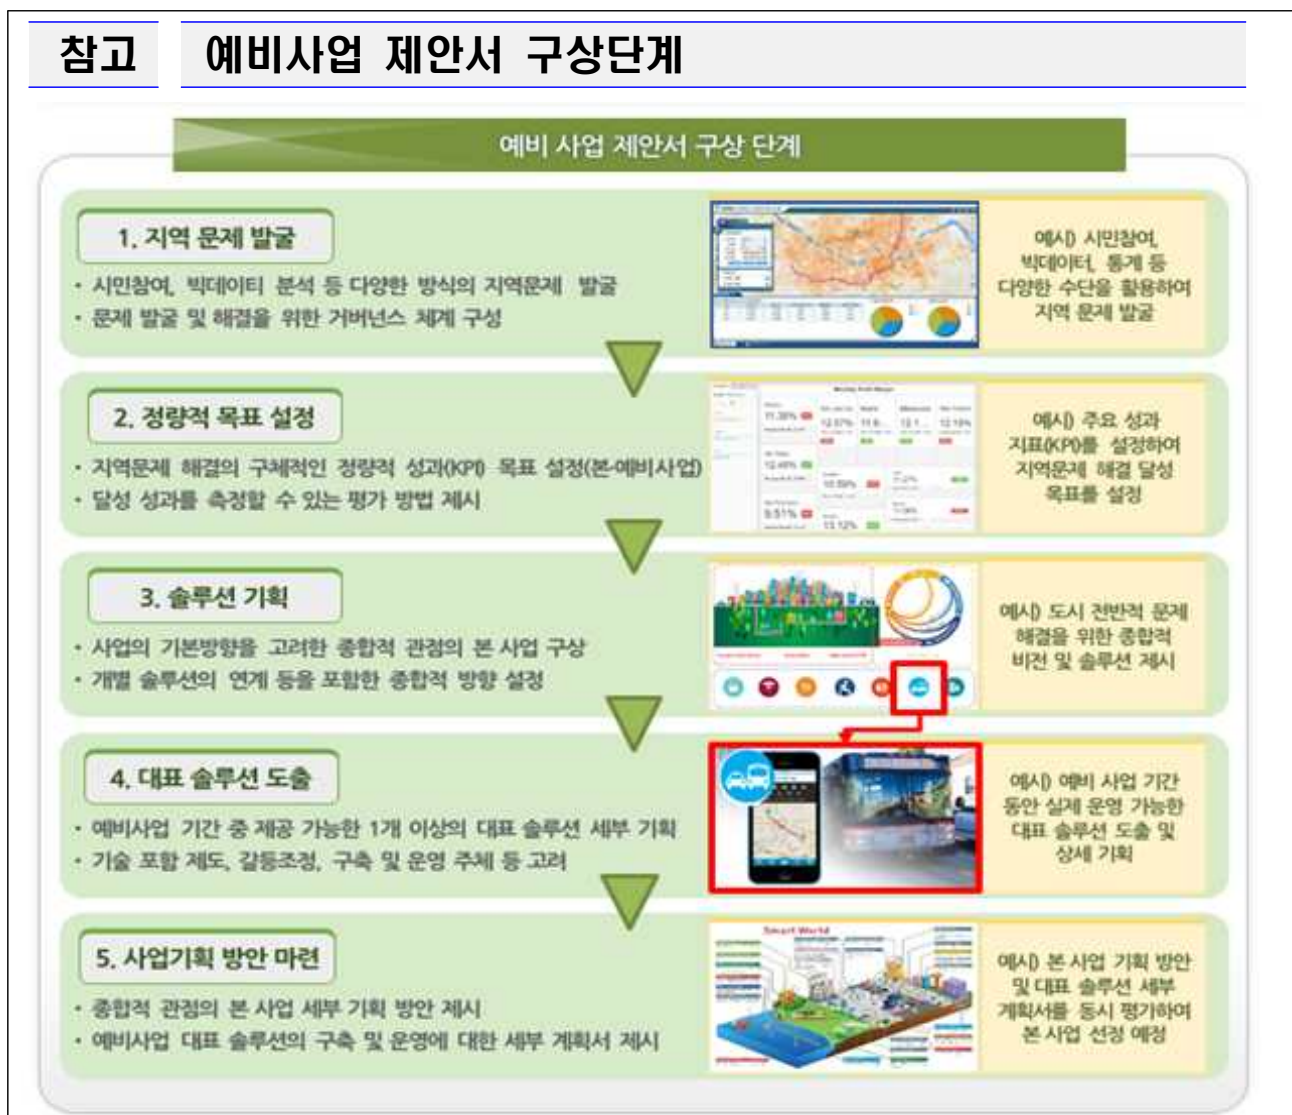 참고 예비사업 제안서 구상단계
예비 사업 제안서 구상 단계
1. 지역 문제 발굴
• 시민참여, 빅데이티 분석 등 다양한 방식의 지역문제 발굴
• 문제 발굴 및 해결을 위한 거버넌스 체계 구성
예시) 시민참여,
빅데이터, 통계 등
다양한 수단을 활용하여
지역 문제 발굴
2. 정량적 목표 설정
• 지역문제 해결의 구체적인 정량적 성과(KPI) 목표 설정(본·예비사업)
• 달성 성과를 측정할 수 있는 평가 방법 제시
11.38%
12.07%
12.19%
12.48%
10.59%
9.51%
13.12%
예시) 주요 성과
지표(KPI)를 설정하여
지역문제 해결 달성
목표를 설정
3. 솔루션 기획
• 사업의 기본방향을 고려한 종합적 관점의 본 사업 구상
• 개별 솔루션의 연계 등을 포함한 종합적 방향 설정
예시) 도시 전반적 문제
해결을 위한 종합적
비전 및 솔루션 제시
4. 대표 솔루션 도출
• 예비사업 기간 중 제공 가능한 1개 이상의 대표 솔루션 세부 기획
• 기술 포함 제도, 갈등조정, 구축 및 운영 주체 등 고려
예시) 예비 사업 기간
동안 실제 운영 가능한
대표 솔루션 도출 및
상세 기획
5. 사업기획 방안 마련
• 종합적 관점의 본 사업 세부 기획 방안 제시
• 예비사업 대표 솔루션의 구축 및 운영에 대한 세부 계획서 제시
Smart World
예시) 본 사업 기획 방안
및 대표 솔루션 세부
계획서를 동시 평가하여
본 사업 선정 예정